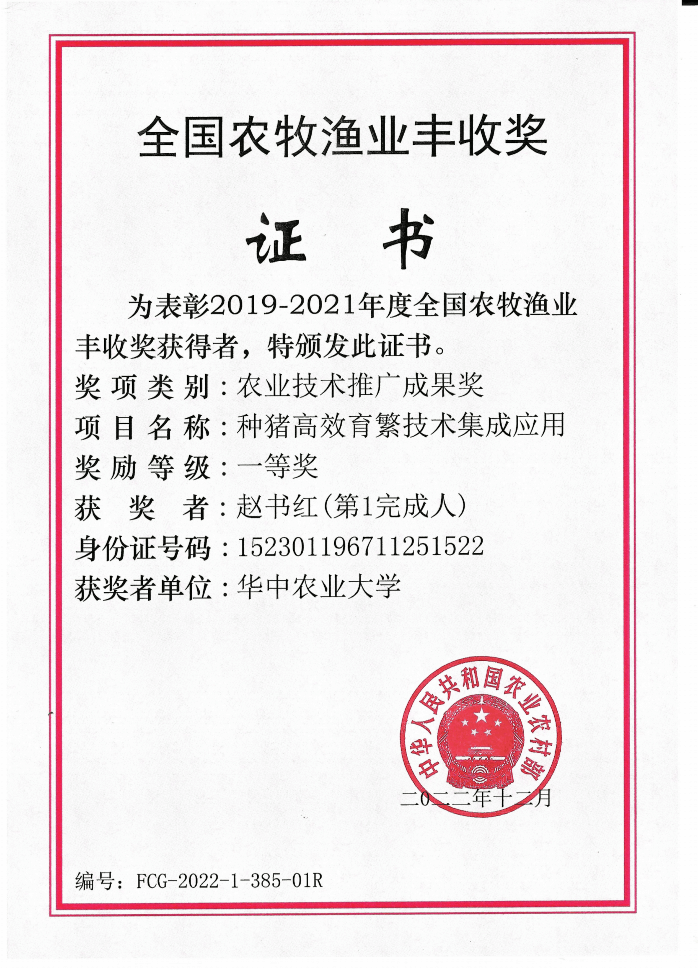 全国农牧渔业丰收奖
证 书
为表彰2019-2021年度全国农牧渔业
丰收奖获得者，特颁发此证书。
奖项类别：农业技术推广成果奖
项目名称：种猪高效育繁技术集成应用
奖励等级：一等奖
获 奖 者：赵书红(第1完成人)
身份证号码：152301196711251522
获奖者单位：华中农业大学
中华人民共和国农业农村部
二0二二年十二月
编号：FCG-2022-1-385-01R